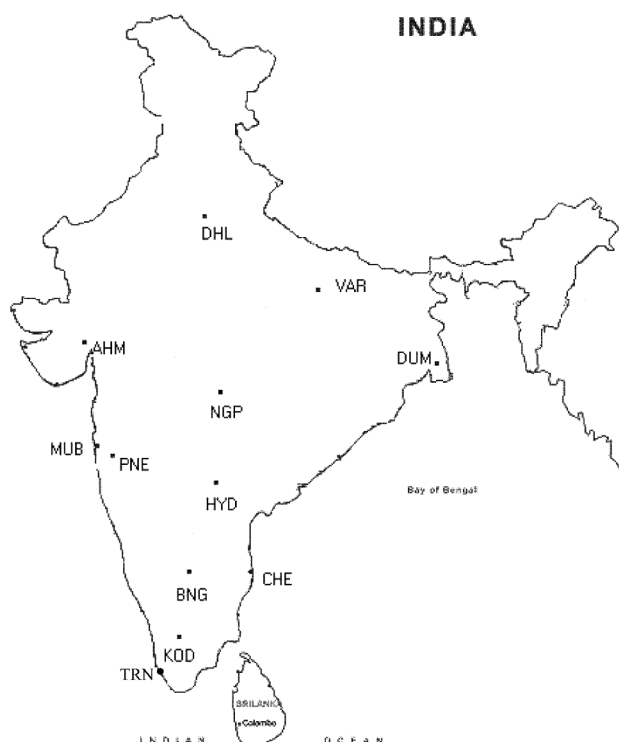 INDIA
DHL
VAR
AHM
DUM
NGP
MUB
PNE
HYD
Bay of Bengal
BNG
CHE
KOD
TRN
SRILANKA
Colombo
INDIAN OCEAN